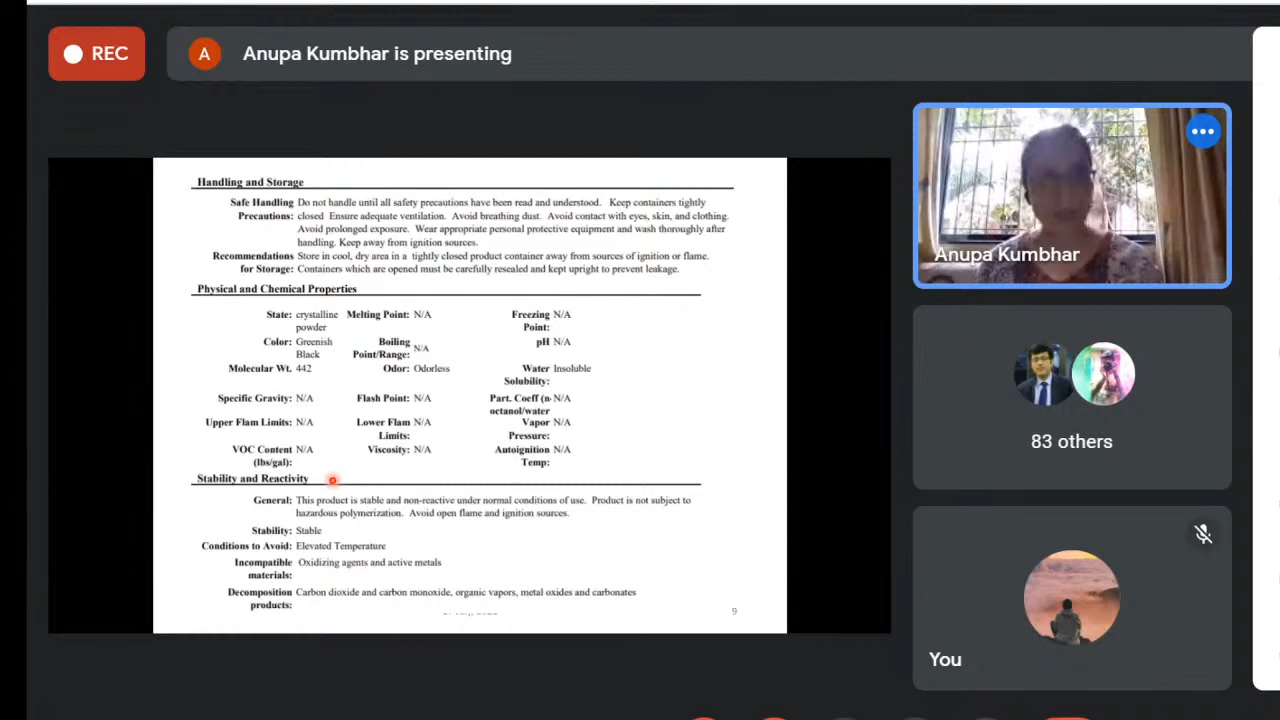 REC
A
Anupa Kumbhar is presenting
Handling and Storage
Safe Handling Precautions: Do not handle until all safety precautions have been read and understood. Keep containers tightly
closed Ensure adequate ventilation. Avoid breathing dust. Avoid contact with eyes, skin, and clothing.
Avoid prolonged exposure. Wear appropriate personal protective equipment and wash thoroughly after
handling. Keep away from ignition sources.
Recommendations for Storage: Store in cool, dry area in a tightly closed product container away from sources of ignition or flame.
Containers which are opened must be carefully resealed and kept upright to prevent leakage.
Physical and Chemical Properties
State: crystalline powder Melting Point: N/A Freezing Point: N/A
Color: Greenish Black Boiling Point/Range: N/A pH N/A
Molecular Wt. 442 Odor: Odorless Water Solubility: Insoluble
Specific Gravity: N/A Flash Point: N/A Part. Coeff (n-octanol/water N/A
Upper Flam Limits: N/A Lower Flam Limits: N/A Vapor Pressure: N/A
VOC Content (lbs/gal): N/A Viscosity: N/A Autoignition Temp: N/A
Stability and Reactivity
General: This product is stable and non-reactive under normal conditions of use. Product is not subject to
hazardous polymerization. Avoid open flame and ignition sources.
Stability: Stable
Conditions to Avoid: Elevated Temperature
Incompatible materials: Oxidizing agents and active metals
Decomposition products: Carbon dioxide and carbon monoxide, organic vapors, metal oxides and carbonates
9
Anupa Kumbhar
83 others
You